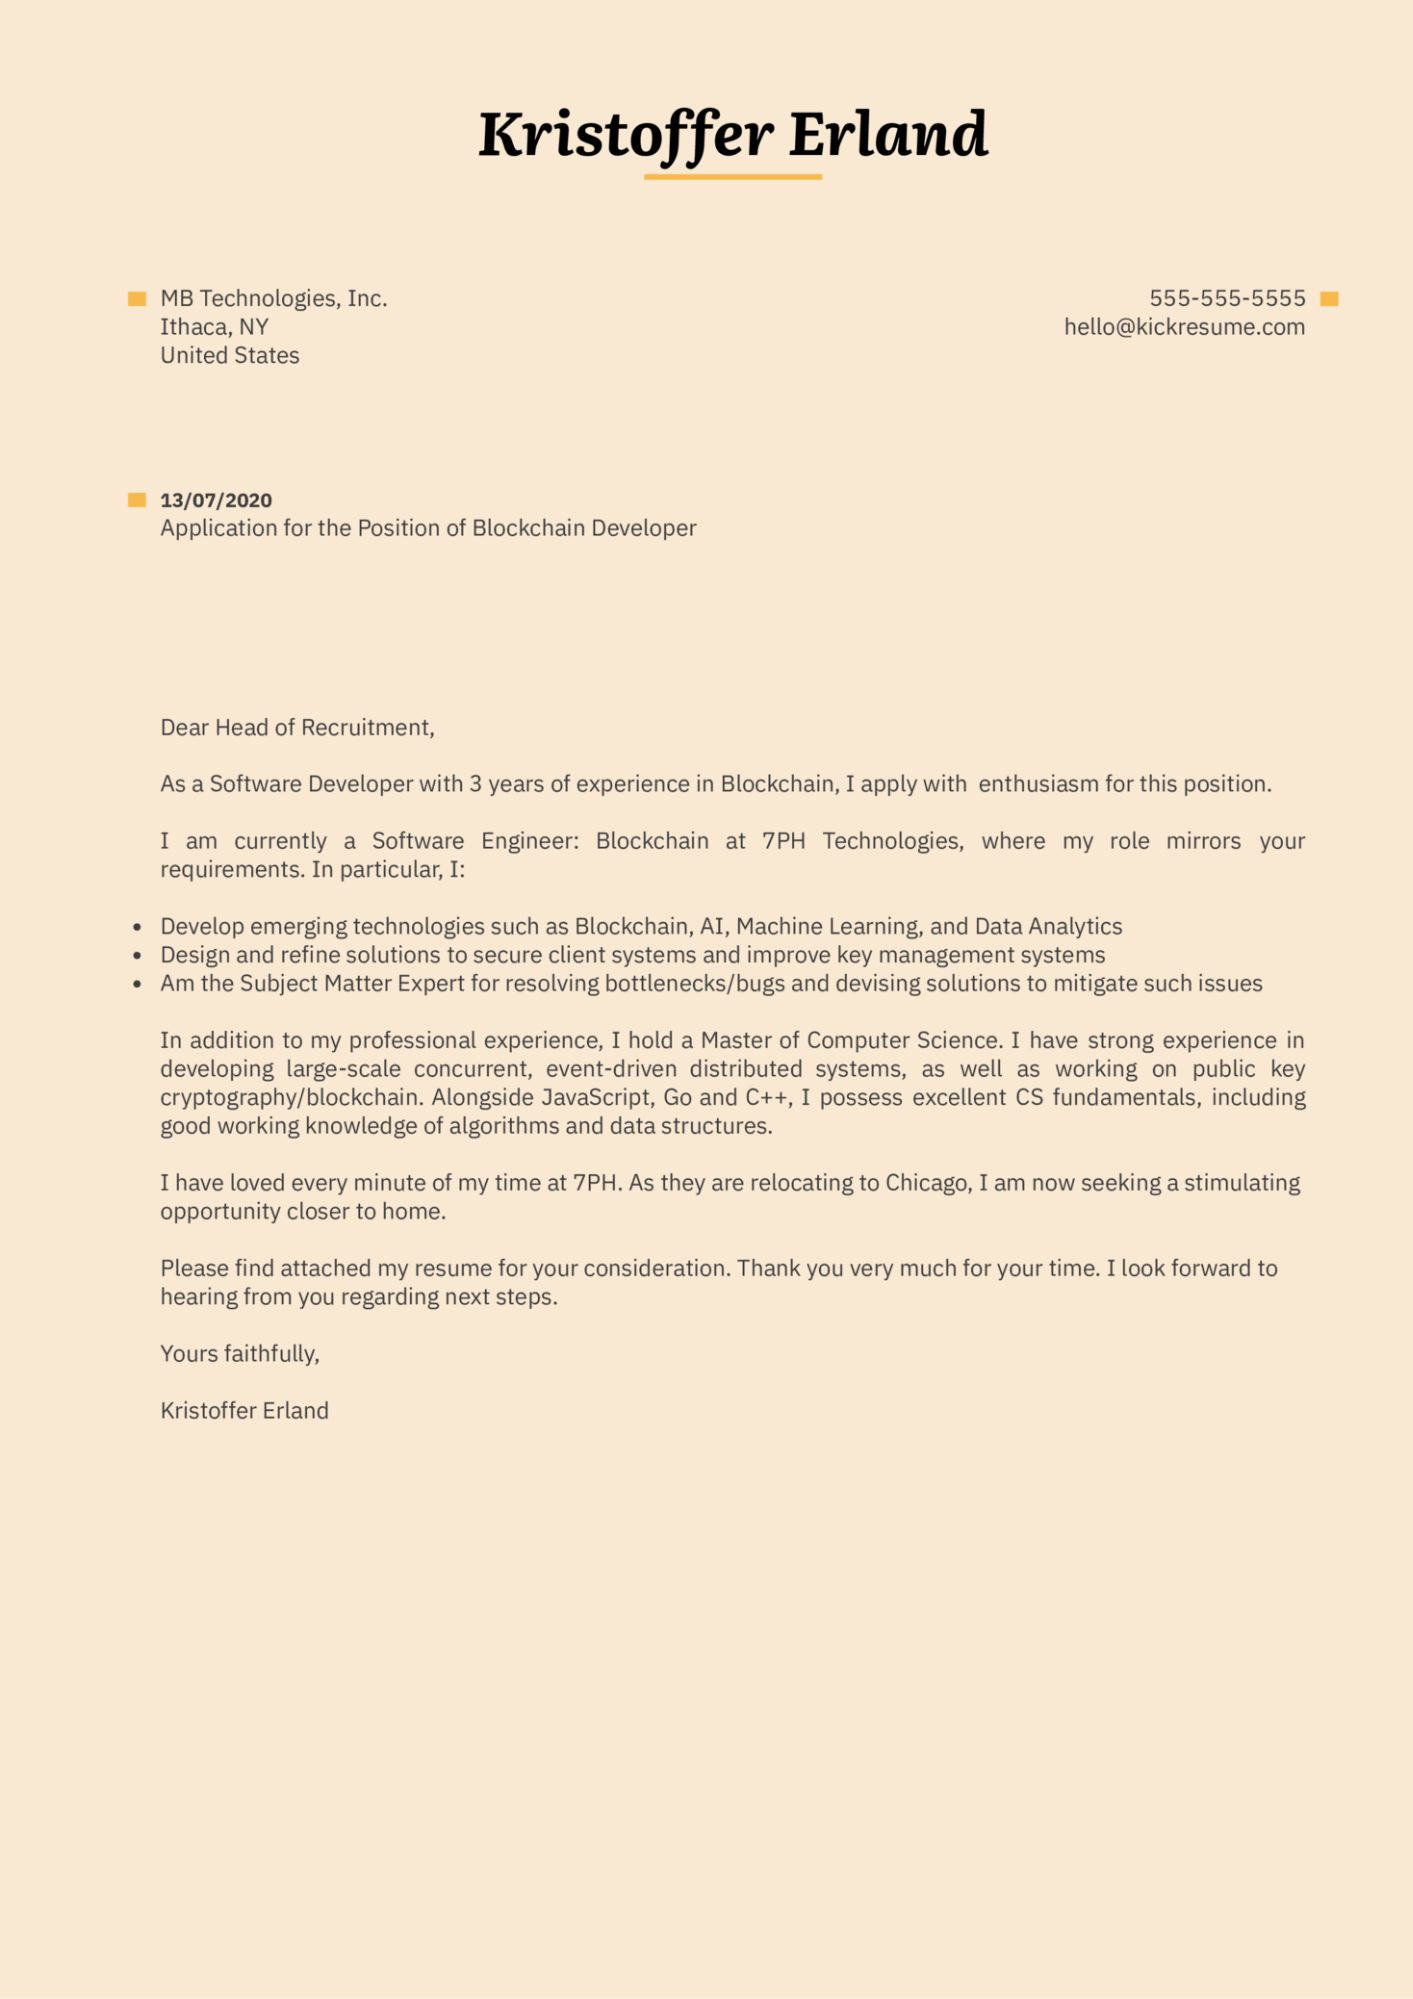 Kristoffer Erland
MB Technologies, Inc.
Ithaca, NY
United States
555-555-5555
hello@kickresume.com
13/07/2020
Application for the Position of Blockchain Developer
Dear Head of Recruitment,
As a Software Developer with 3 years of experience in Blockchain, I apply with  enthusiasm for this position.
I am currently a Software Engineer: Blockchain at 7PH Technologies, where my role mirrors your
requirements. In particular, I:
• Develop emerging technologies such as Blockchain, AI, Machine Learning, and Data Analytics
• Design and refine solutions to secure client systems and improve key management systems
• Am the Subject Matter Expert for resolving bottlenecks/bugs and devising solutions to mitigate such issues
In addition to my professional experience, I hold a Master of Computer Science. I have strong experience in
developing large-scale concurrent, event-driven distributed systems, as well as working on public key
cryptography/blockchain. Alongside JavaScript, Go and C++, I possess excellent CS fundamentals, including
good working knowledge of algorithms and data structures.
I have loved every minute of my time at 7PH. As they are relocating to Chicago, I am now seeking a stimulating
opportunity closer to home.
Please find attached my resume for your consideration. Thank you very much for your time. I look forward to
hearing from you regarding next steps.
Yours faithfully,
Kristoffer Erland